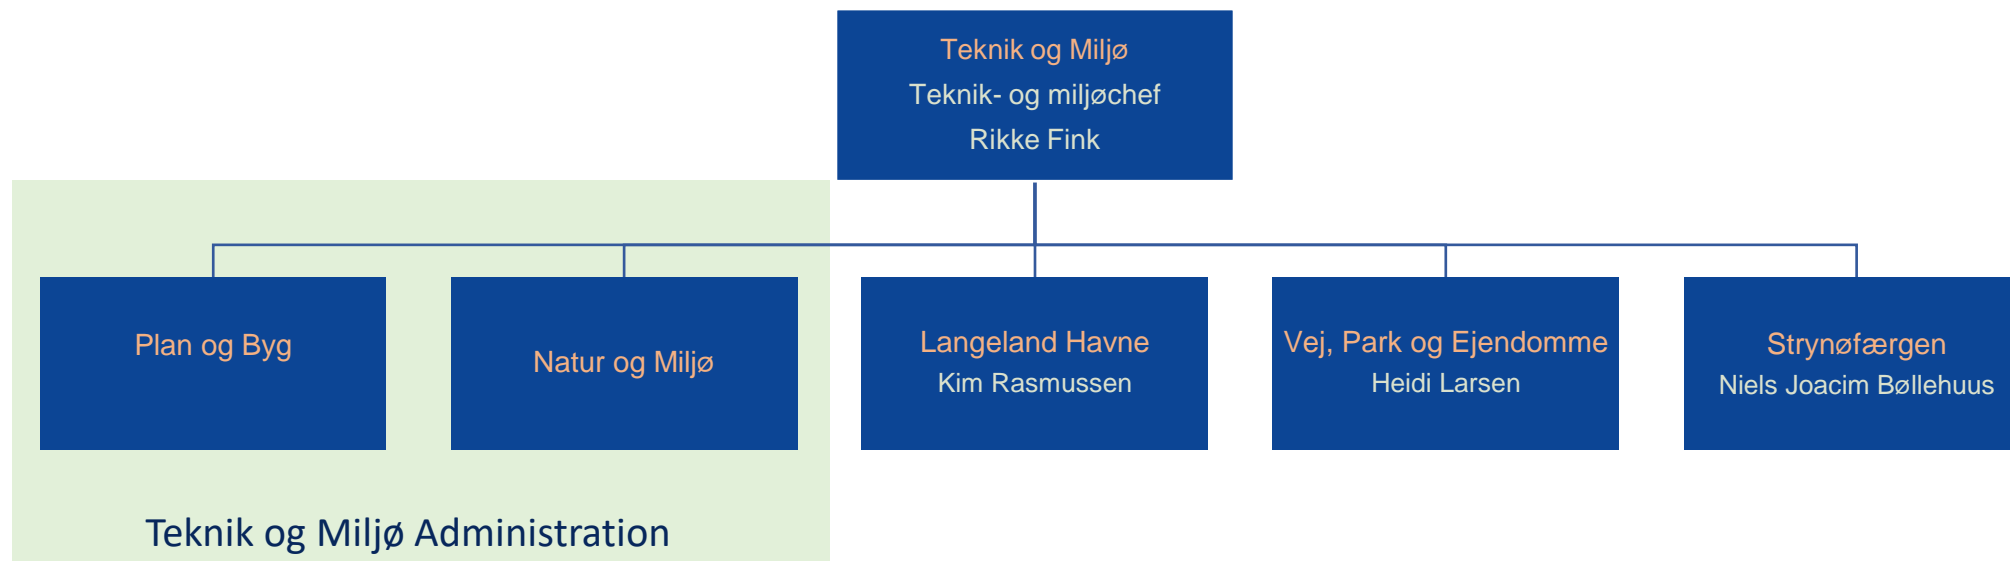 Teknik og Miljø
Teknik- og miljøchef
Rikke Fink
Plan og Byg
Natur og Miljø
Langeland Havne
Kim Rasmussen
Vej, Park og Ejendomme
Heidi Larsen
Strynøfærgen
Niels Joacim Bøllehuus
Teknik og Miljø Administration